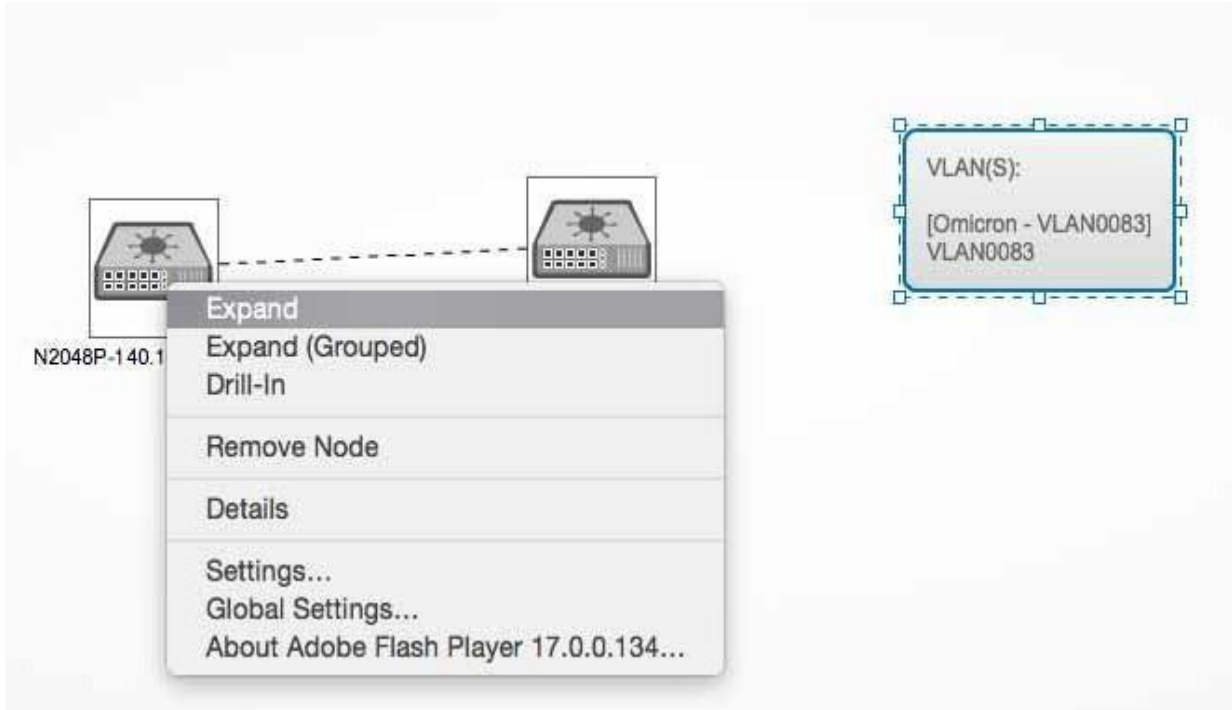 VLAN(S):
[Omicron - VLAN0083]
VLAN0083
N2048P-140.1
Expand
Expand (Grouped)
Drill-In
Remove Node
Details
Settings...
Global Settings...
About Adobe Flash Player 17.0.0.134...